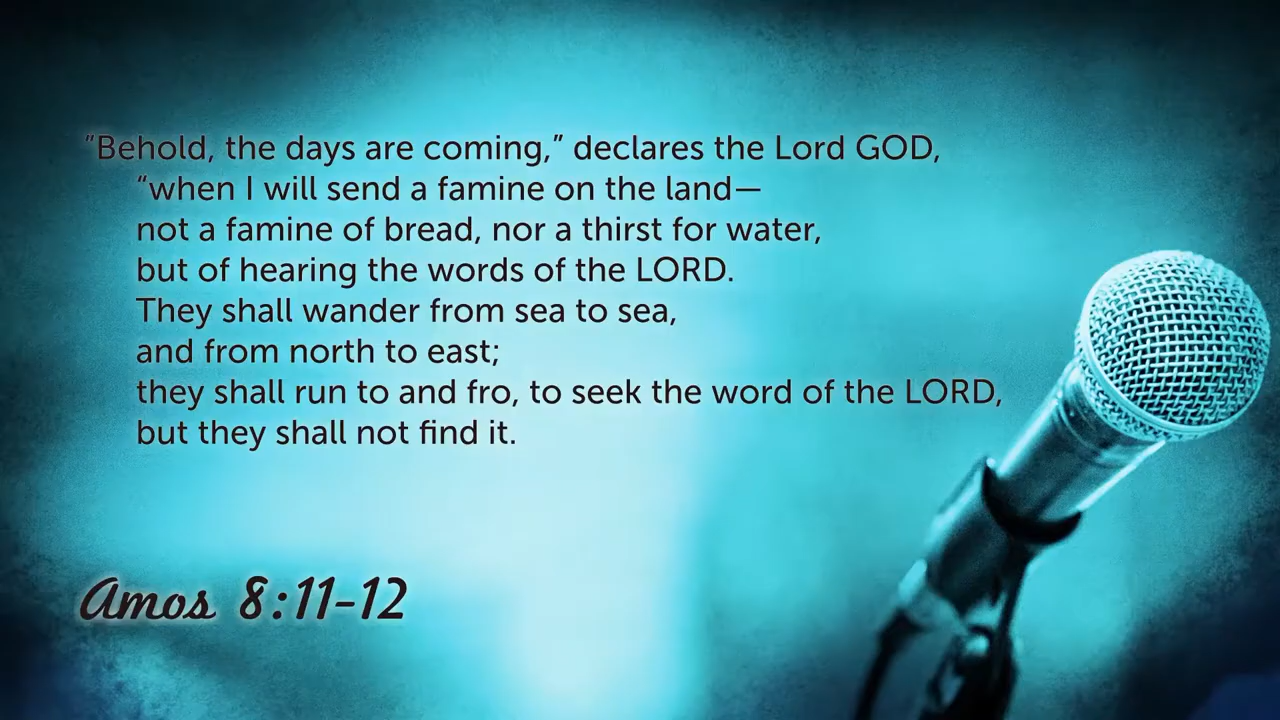 “Behold, the days are coming,” declares the Lord GOD,
“when I will send a famine on the land—
not a famine of bread, nor a thirst for water,
but of hearing the words of the LORD.
They shall wander from sea to sea,
and from north to east;
they shall run to and fro, to seek the word of the LORD,
but they shall not find it.
Amos 8:11-12